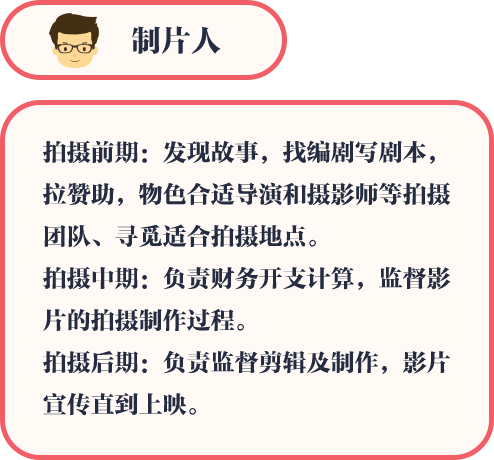 制片人
拍摄前期：发现故事，找编剧写剧本，
拉赞助，物色合适导演和摄影师等拍摄
团队、寻觅适合拍摄地点。
拍摄中期：负责财务开支计算，监督影
片的拍摄制作过程。
拍摄后期：负责监督剪辑及制作，影片
宣传直到上映。